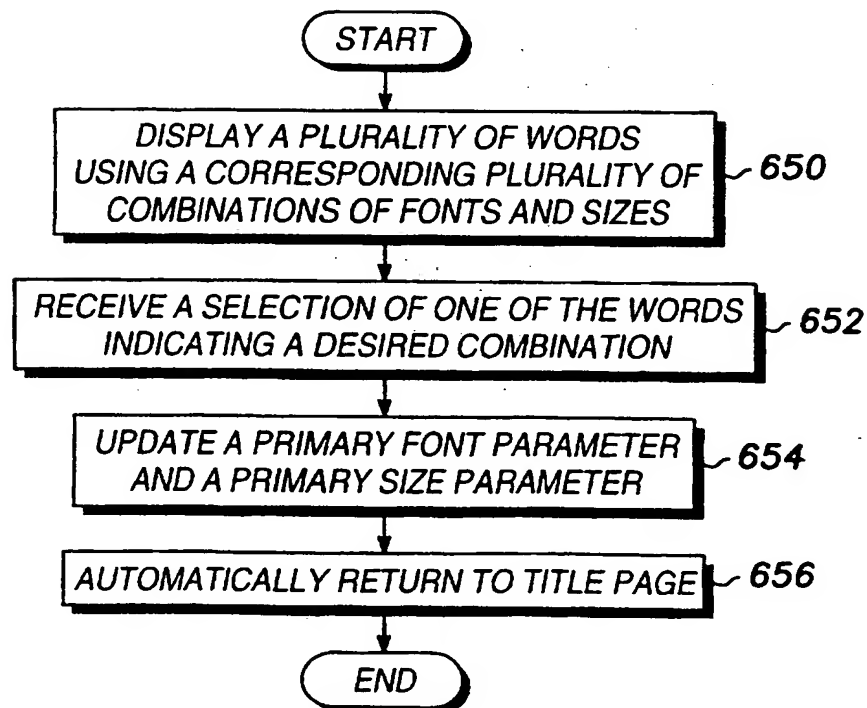 START
DISPLAY A PLURALITY OF WORDS
USING A CORRESPONDING PLURALITY OF
COMBINATIONS OF FONTS AND SIZES
650
RECEIVE A SELECTION OF ONE OF THE WORDS
INDICATING A DESIRED COMBINATION
652
UPDATE A PRIMARY FONT PARAMETER
AND A PRIMARY SIZE PARAMETER
654
AUTOMATICALLY RETURN TO TITLE PAGE
656
END